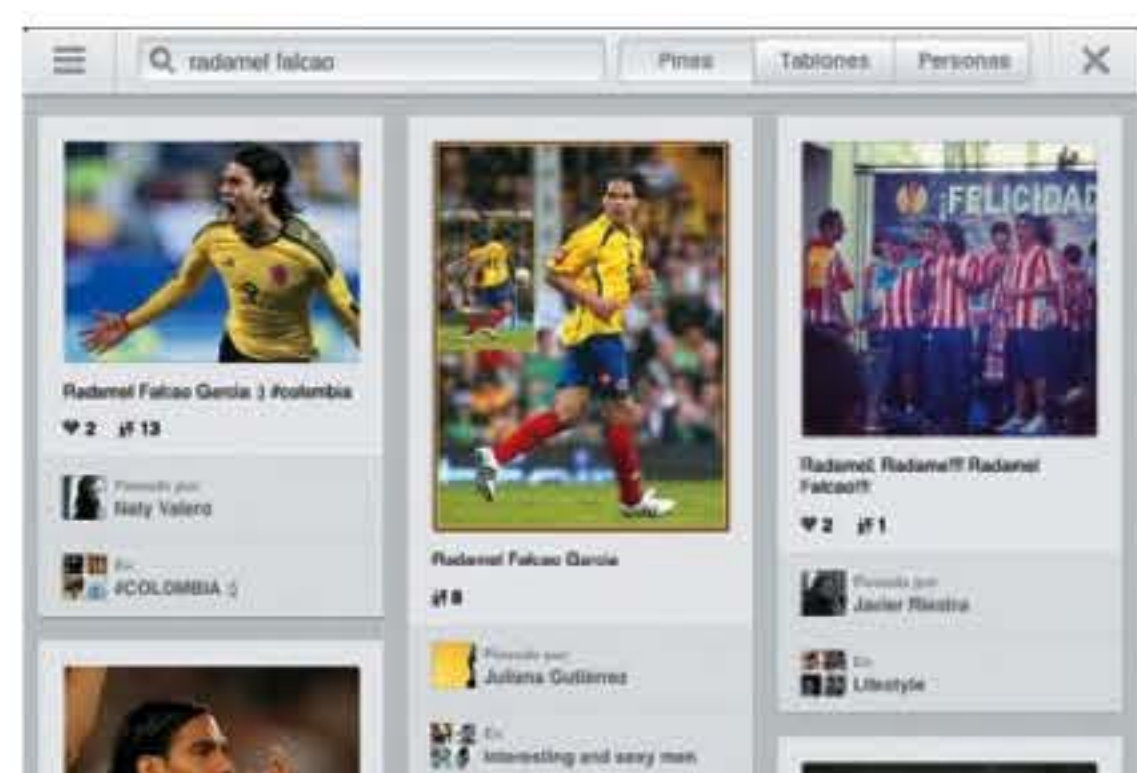 radamel falcao
Pines
Tablones
Personas
Radamel Falcao Garcia :) #colombia
2 13
Pineado por:
Naty Valero
En
#COLOMBIA :)
Radamel Falcao Garcia
8
Pineado por:
Juliana Gutierrez
En
Interesting and sexy men
¡FELICIDAD
Radamel, Radamel!!! Radamel
Falcao!!!
2 1
Pineado por:
Javier Riestra
En
Lifestyle